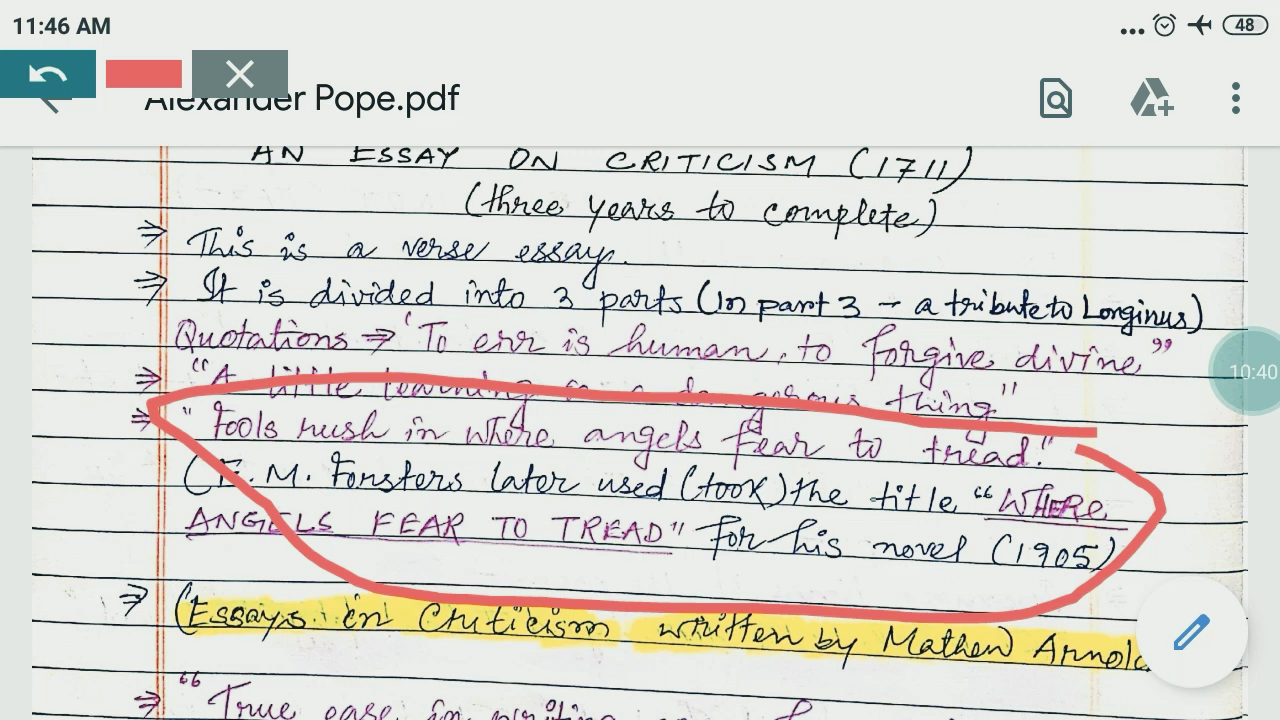 11:46 AM
48
Alexander Pope.pdf
AN ESSAY ON CRITICISM (1711)
(three years to complete)
⇒ This is a verse essay.
⇒ It is divided into 3 parts (In part 3 - a tribute to Longinus)
Quotations ⇒ 'To err is human, to forgive divine"
⇒ "A little learning is a dangerous thing"
⇒ "Fools rush in where angels fear to tread."
(E. M. Forsters later used (took) the title "WHERE
ANGELS FEAR TO TREAD" for his novel (1905)
10:40
⇒ (Essays in Criticism written by Mathew Arnold
⇒ "True ease in writing